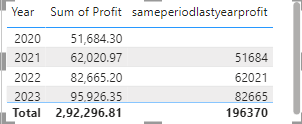 Year Sum of Profit sameperiodlastyearprofit
2020 51,684.30
2021 62,020.97 51684
2022 82,665.20 62021
2023 95,926.35 82665
Total 2,92,296.81 196370